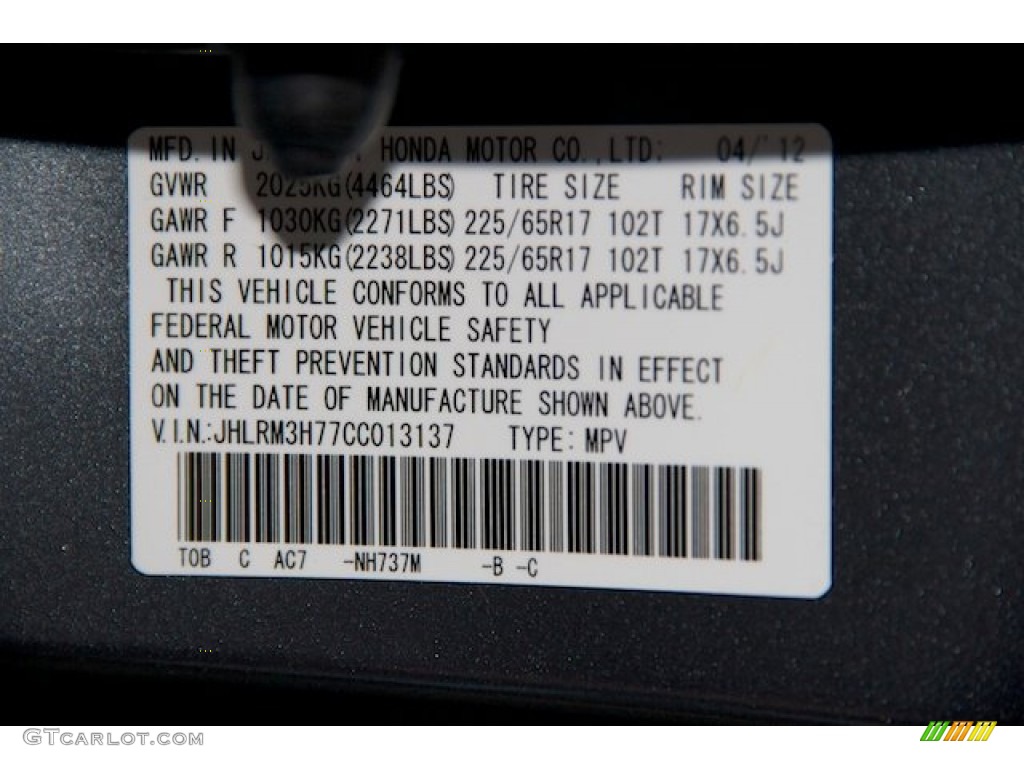 MFD. IN HONDA MOTOR CO., LTD: 04/'12
GVWR 2025KG(4464LBS) TIRE SIZE RIM SIZE
GAWR F 1030KG(2271LBS) 225/65R17 102T 17X6.5J
GAWR R 1015KG(2238LBS) 225/65R17 102T 17X6.5J
THIS VEHICLE CONFORMS TO ALL APPLICABLE
FEDERAL MOTOR VEHICLE SAFETY
AND THEFT PREVENTION STANDARDS IN EFFECT
ON THE DATE OF MANUFACTURE SHOWN ABOVE.
V.I.N.:JHLRM3H77CC013137 TYPE: MPV
TOB C AC7 -NH737M -B -C
GTCarlot.com